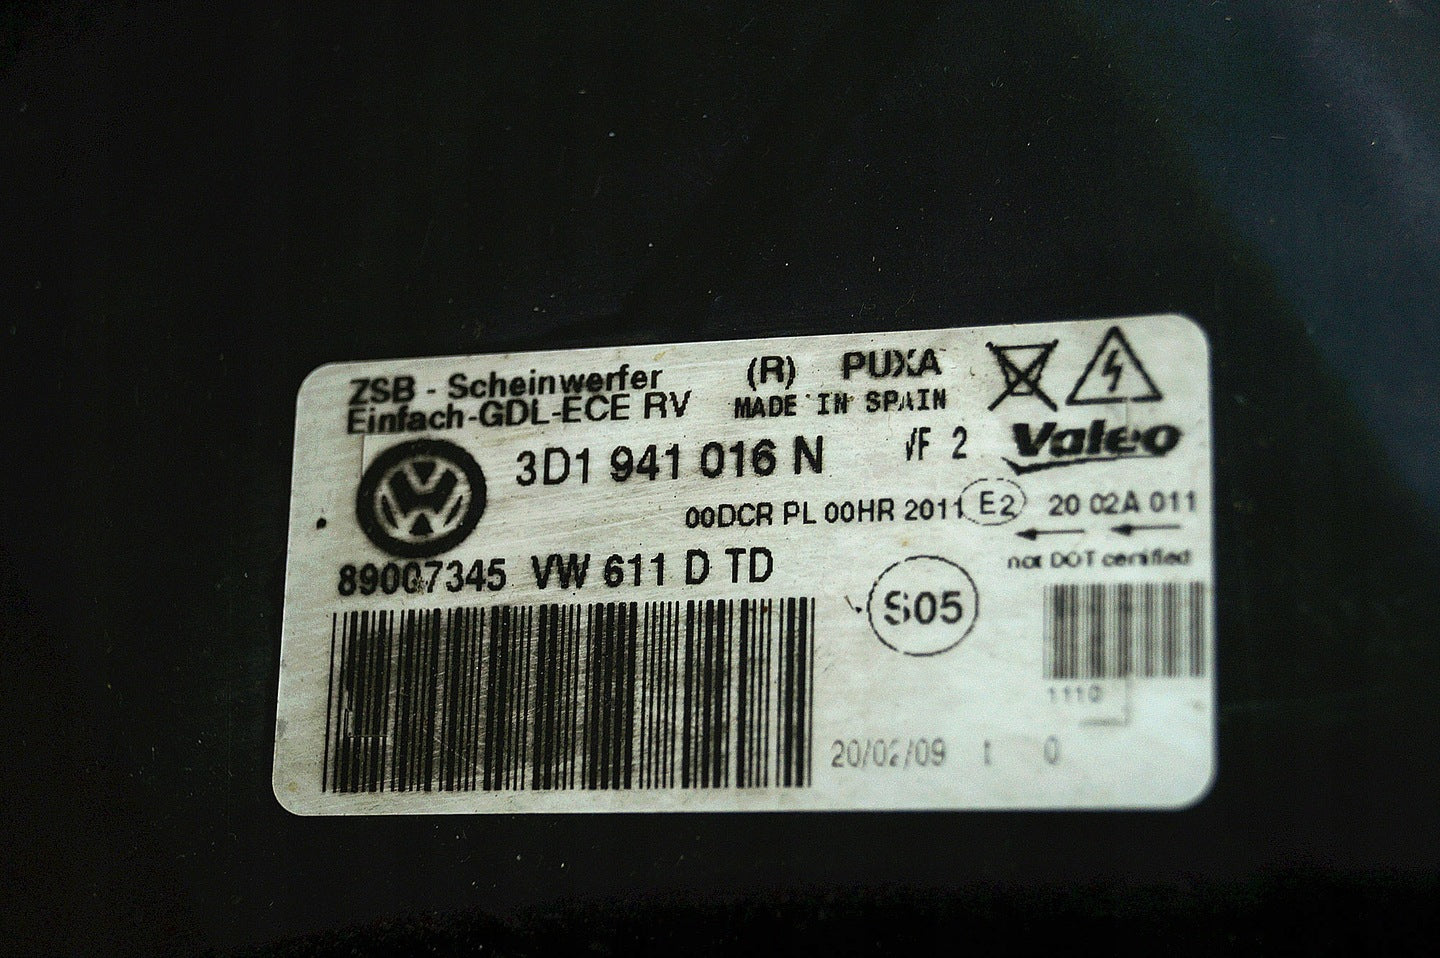 ZSB - Scheinwerfer (R) PUXA
Einfach-GDL-ECE RV MADE IN SPAIN
3D1 941 016 N VF 2 Valeo
00DCR PL 00HR 2011 E2 20 02A 011
not DOT certified
89007345 VW 611 D TD
S05
1110
20/02/09 t 0